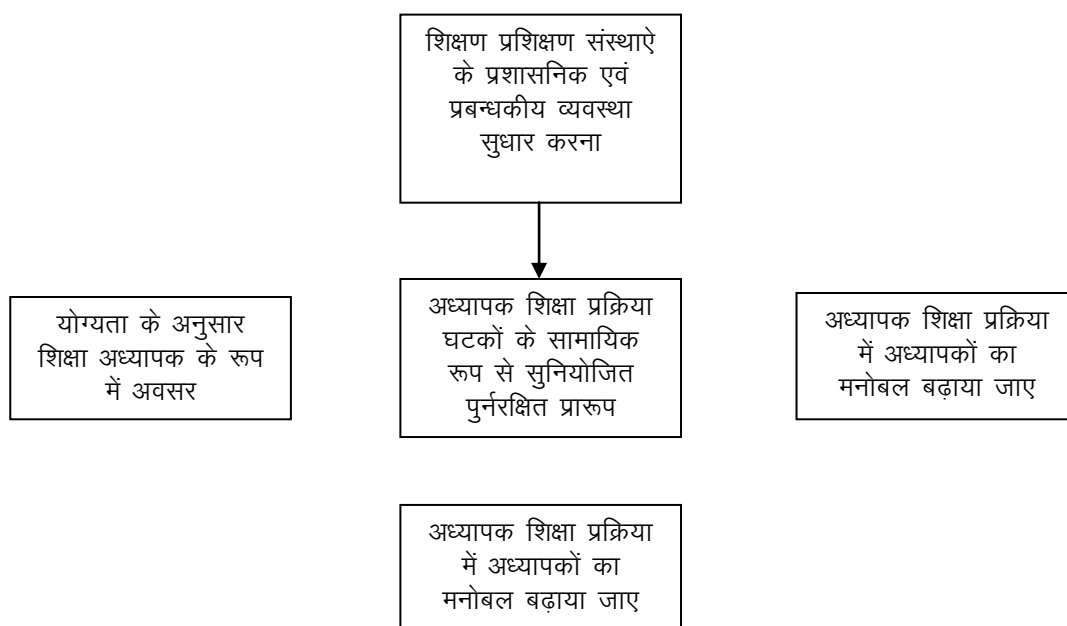 शिक्षण प्रशिक्षण संस्थाऐ
के प्रशासनिक एवं
प्रबन्धकीय व्यवस्था
सुधार करना
योग्यता के अनुसार
शिक्षा अध्यापक के रूप
में अवसर
अध्यापक शिक्षा प्रक्रिया
घटकों के सामायिक
रूप से सुनियोजित
पुर्नरक्षित प्रारूप
अध्यापक शिक्षा प्रक्रिया
में अध्यापकों का
मनोबल बढ़ाया जाए
अध्यापक शिक्षा प्रक्रिया
में अध्यापकों का
मनोबल बढ़ाया जाए